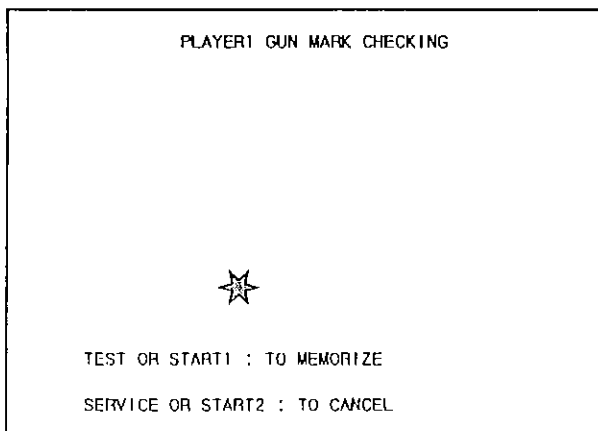 PLAYER1 GUN MARK CHECKING
TEST OR START1 : TO MEMORIZE
SERVICE OR START2 : TO CANCEL